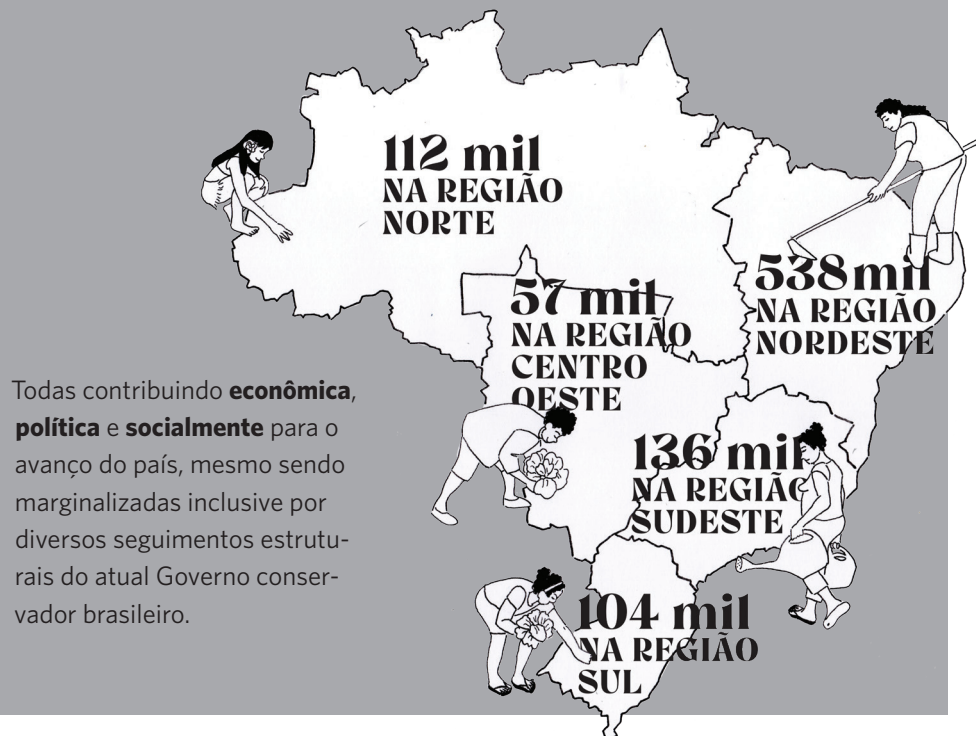 112 mil
NA REGIÃO
NORTE
538 mil
NA REGIÃO
NORDESTE
57 mil
NA REGIÃO
CENTRO
OESTE
Todas contribuindo econômica,
política e socialmente para o
avanço do país, mesmo sendo
marginalizadas inclusive por
diversos seguimentos estrutu-
rais do atual Governo conser-
vador brasileiro.
136 mil
NA REGIÃO
SUDESTE
104 mil
NA REGIÃO
SUL